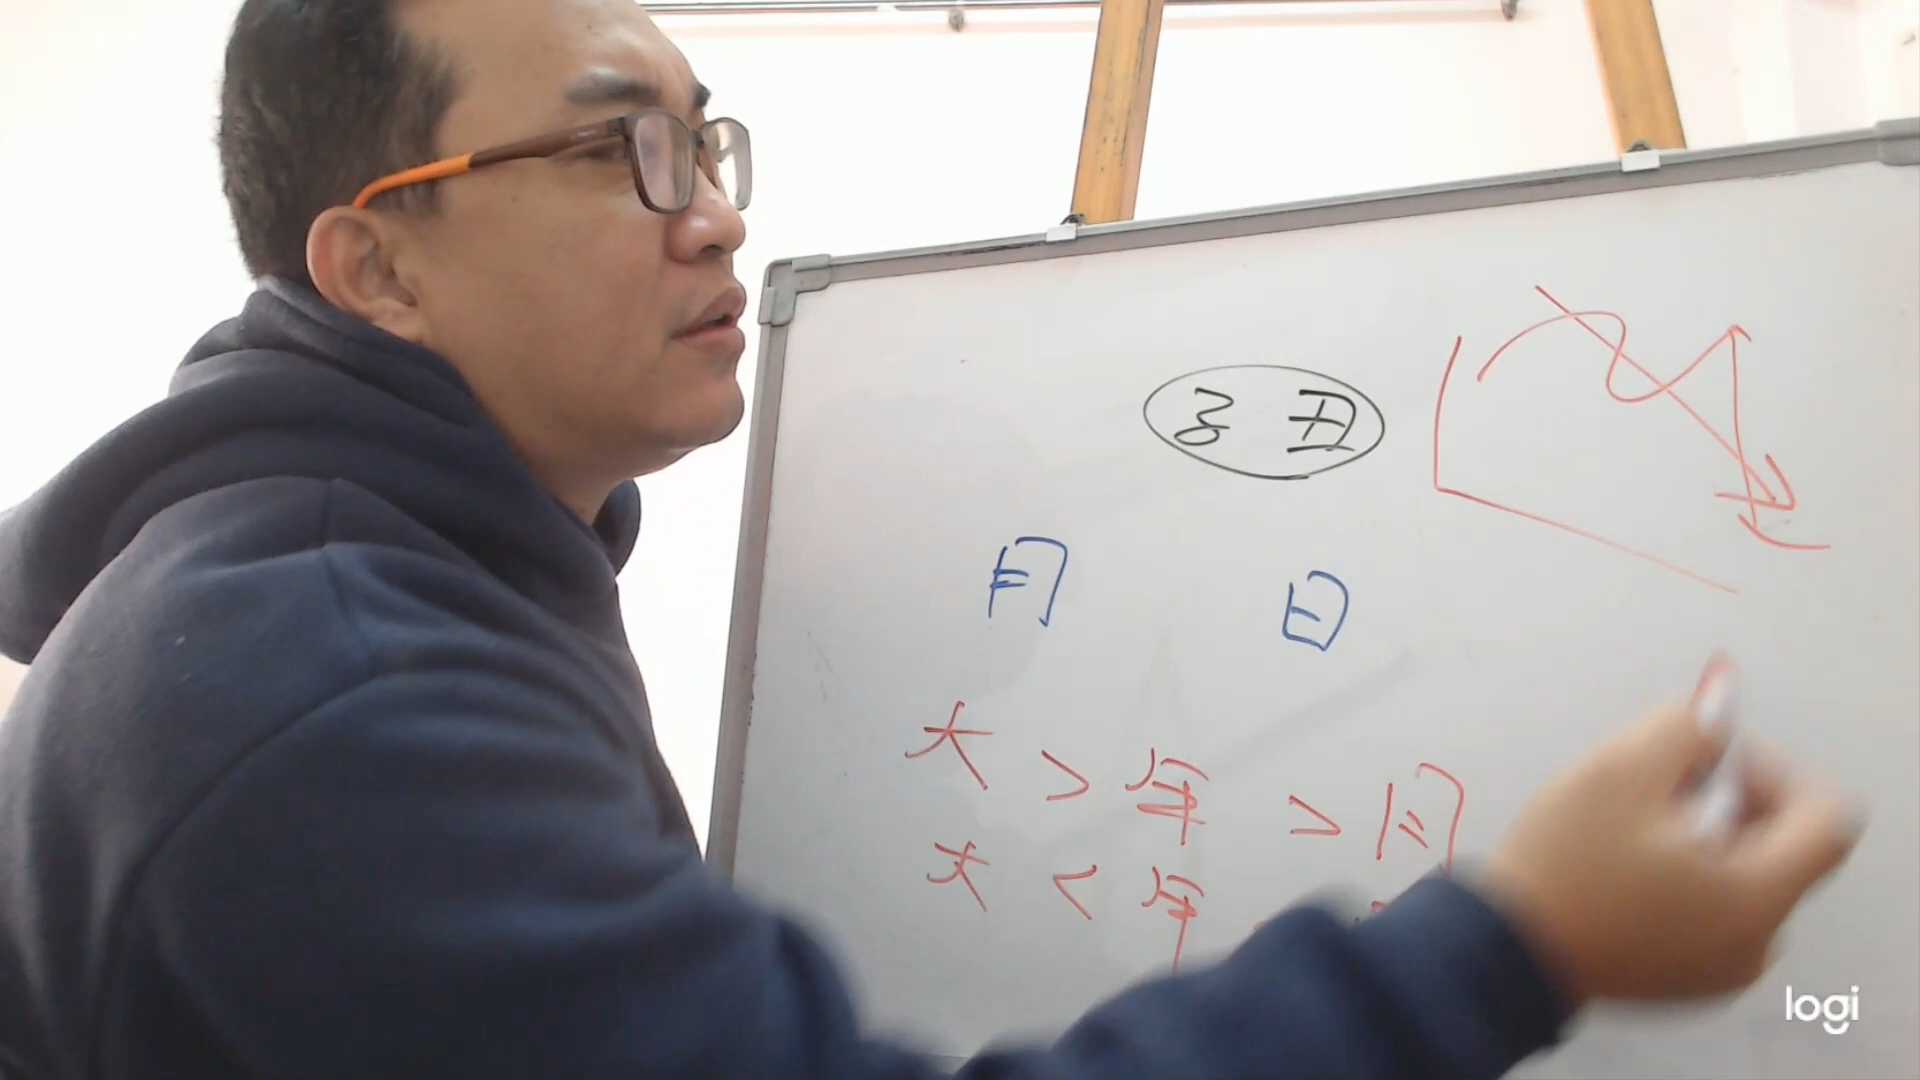 子 丑
月 日
大 > 年 > 月
大 < 年
logi